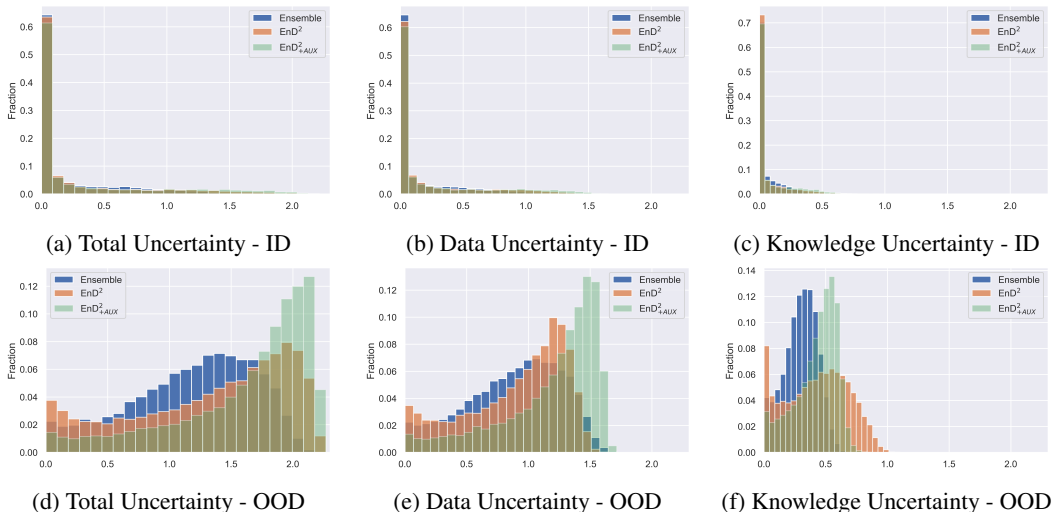 0.6
0.5
0.4
0.3
0.2
0.1
0.0
Fraction
0.0 0.5 1.0 1.5 2.0
Ensemble
EnD²
EnD²+AUX
(a) Total Uncertainty - ID
0.6
0.5
0.4
0.3
0.2
0.1
0.0
Fraction
0.0 0.5 1.0 1.5 2.0
Ensemble
EnD²
EnD²+AUX
(b) Data Uncertainty - ID
0.7
0.6
0.5
0.4
0.3
0.2
0.1
0.0
Fraction
0.0 0.5 1.0 1.5 2.0
Ensemble
EnD²
EnD²+AUX
(c) Knowledge Uncertainty - ID
0.12
0.10
0.08
0.06
0.04
0.02
0.00
Fraction
0.0 0.5 1.0 1.5 2.0
Ensemble
EnD²
EnD²+AUX
(d) Total Uncertainty - OOD
0.12
0.10
0.08
0.06
0.04
0.02
0.00
Fraction
0.0 0.5 1.0 1.5 2.0
Ensemble
EnD²
EnD²+AUX
(e) Data Uncertainty - OOD
0.14
0.12
0.10
0.08
0.06
0.04
0.02
0.00
Fraction
0.0 0.5 1.0 1.5 2.0
Ensemble
EnD²
EnD²+AUX
(f) Knowledge Uncertainty - OOD